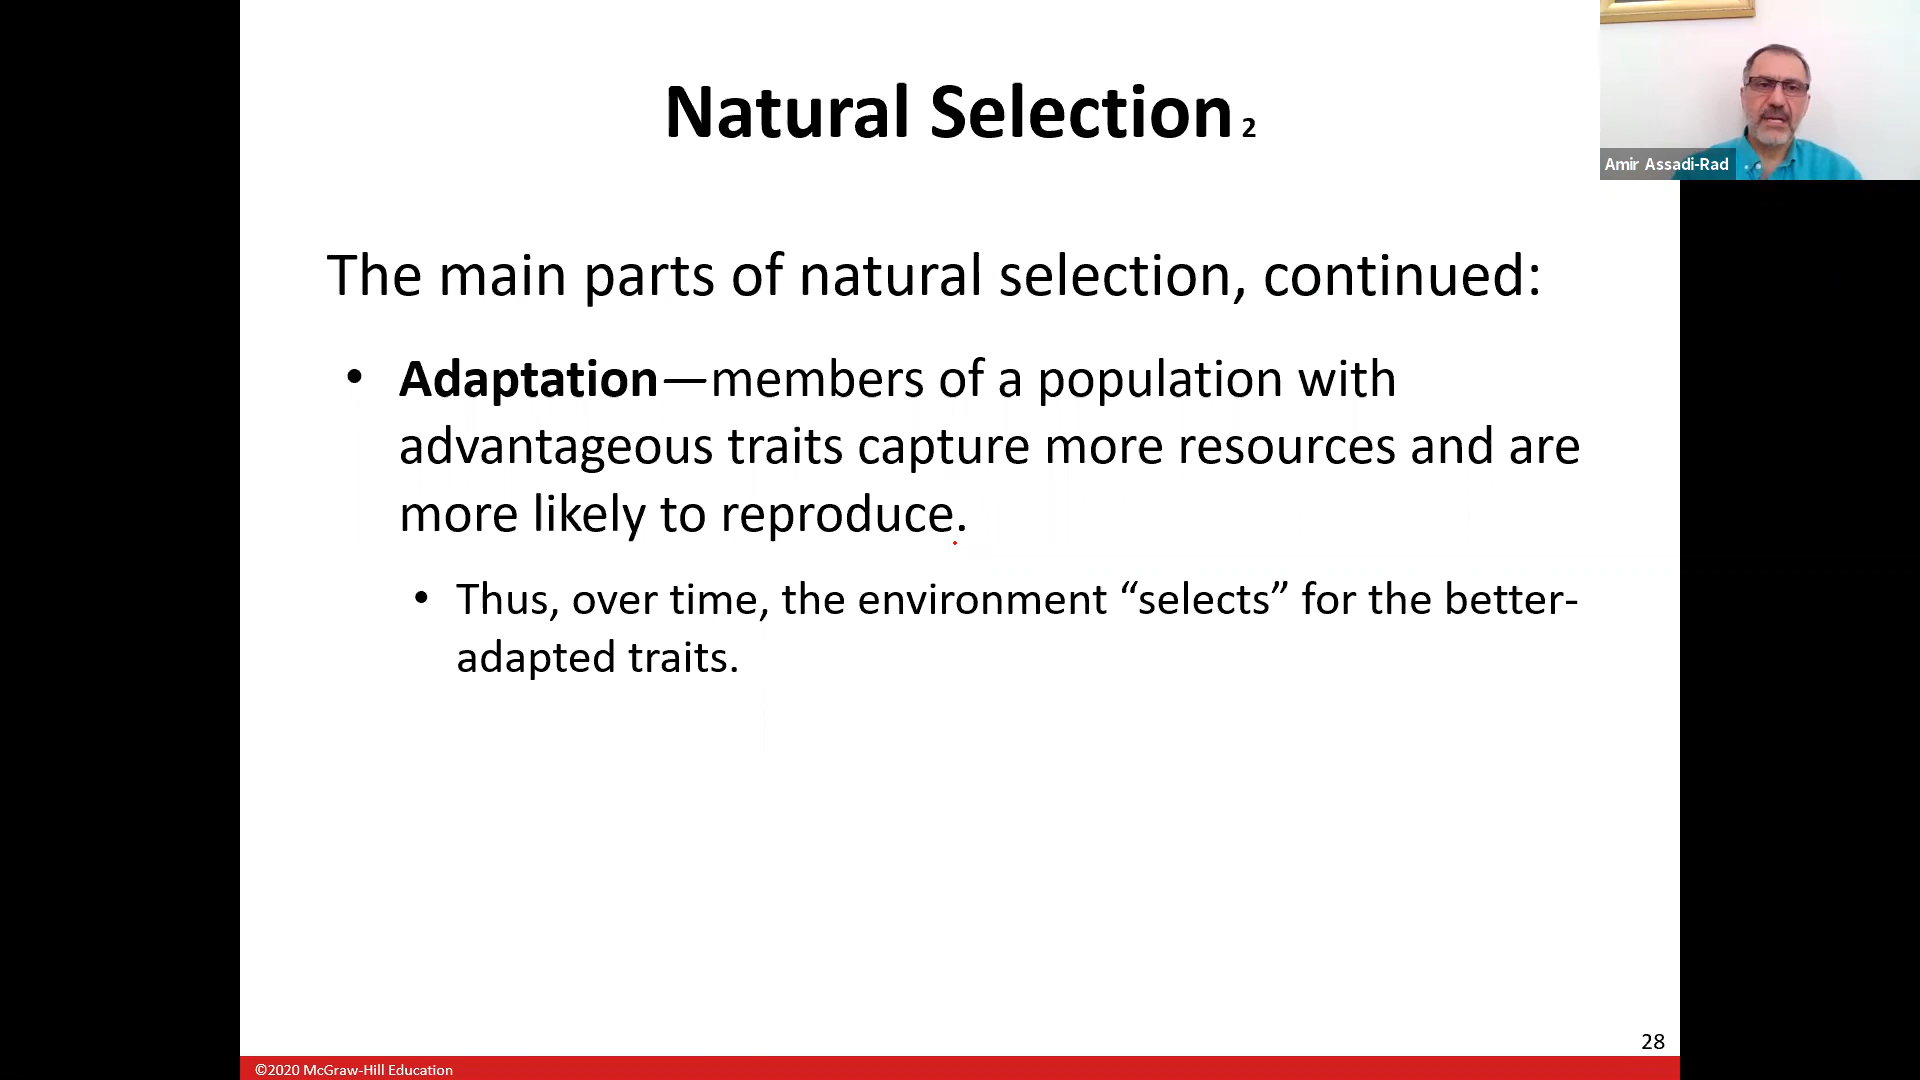 Natural Selection 2
Amir Assadi-Rad
The main parts of natural selection, continued:
• Adaptation—members of a population with
advantageous traits capture more resources and are
more likely to reproduce.
• Thus, over time, the environment “selects” for the better-
adapted traits.
28
©2020 McGraw-Hill Education